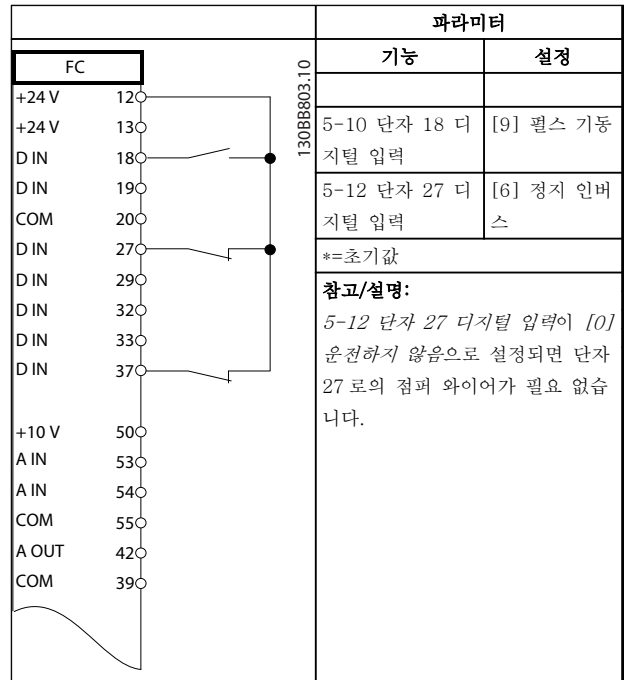 파라미터
기능 설정
FC
130BB803.10
+24 V 12
+24 V 13
D IN 18
D IN 19
COM 20
D IN 27
D IN 29
D IN 32
D IN 33
D IN 37
+10 V 50
A IN 53
A IN 54
COM 55
A OUT 42
COM 39
5-10 단자 18 디
지털 입력
[9] 펄스 기동
5-12 단자 27 디
지털 입력
[6] 정지 인버
스
*=초기값
참고/설명:
5-12 단자 27 디지털 입력이 [0]
운전하지 않음으로 설정되면 단자
27 로의 점퍼 와이어가 필요 없습
니다.